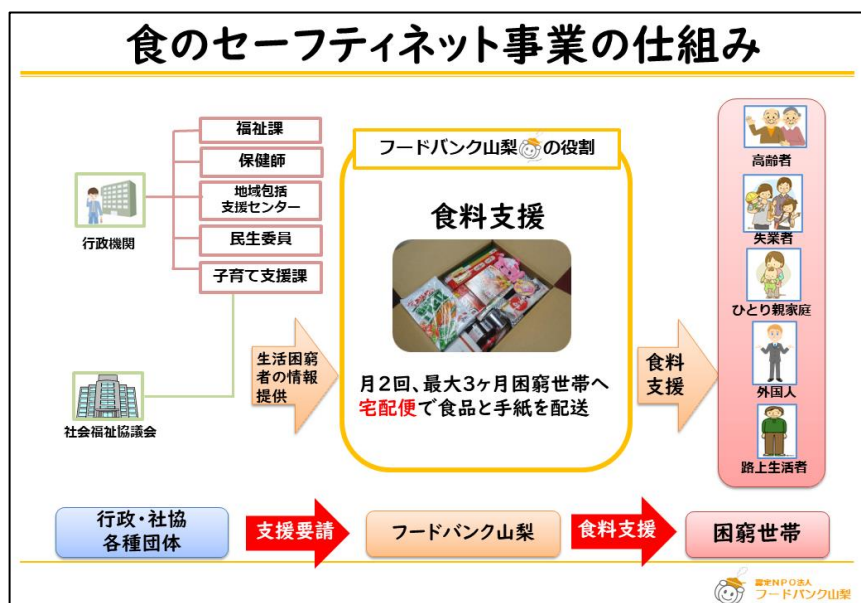 食のセーフティネット事業の仕組み
福祉課
保健師
地域包括
支援センター
民生委員
子育て支援課
行政機関
社会福祉協議会
生活困窮
者の情報
提供
フードバンク山梨の役割
食料支援
月2回、最大3ヶ月困窮世帯へ
宅配便で食品と手紙を配送
食料
支援
高齢者
失業者
ひとり親家庭
外国人
路上生活者
行政・社協
各種団体
支援要請
フードバンク山梨
食料支援
困窮世帯
認定NPO法人
フードバンク山梨